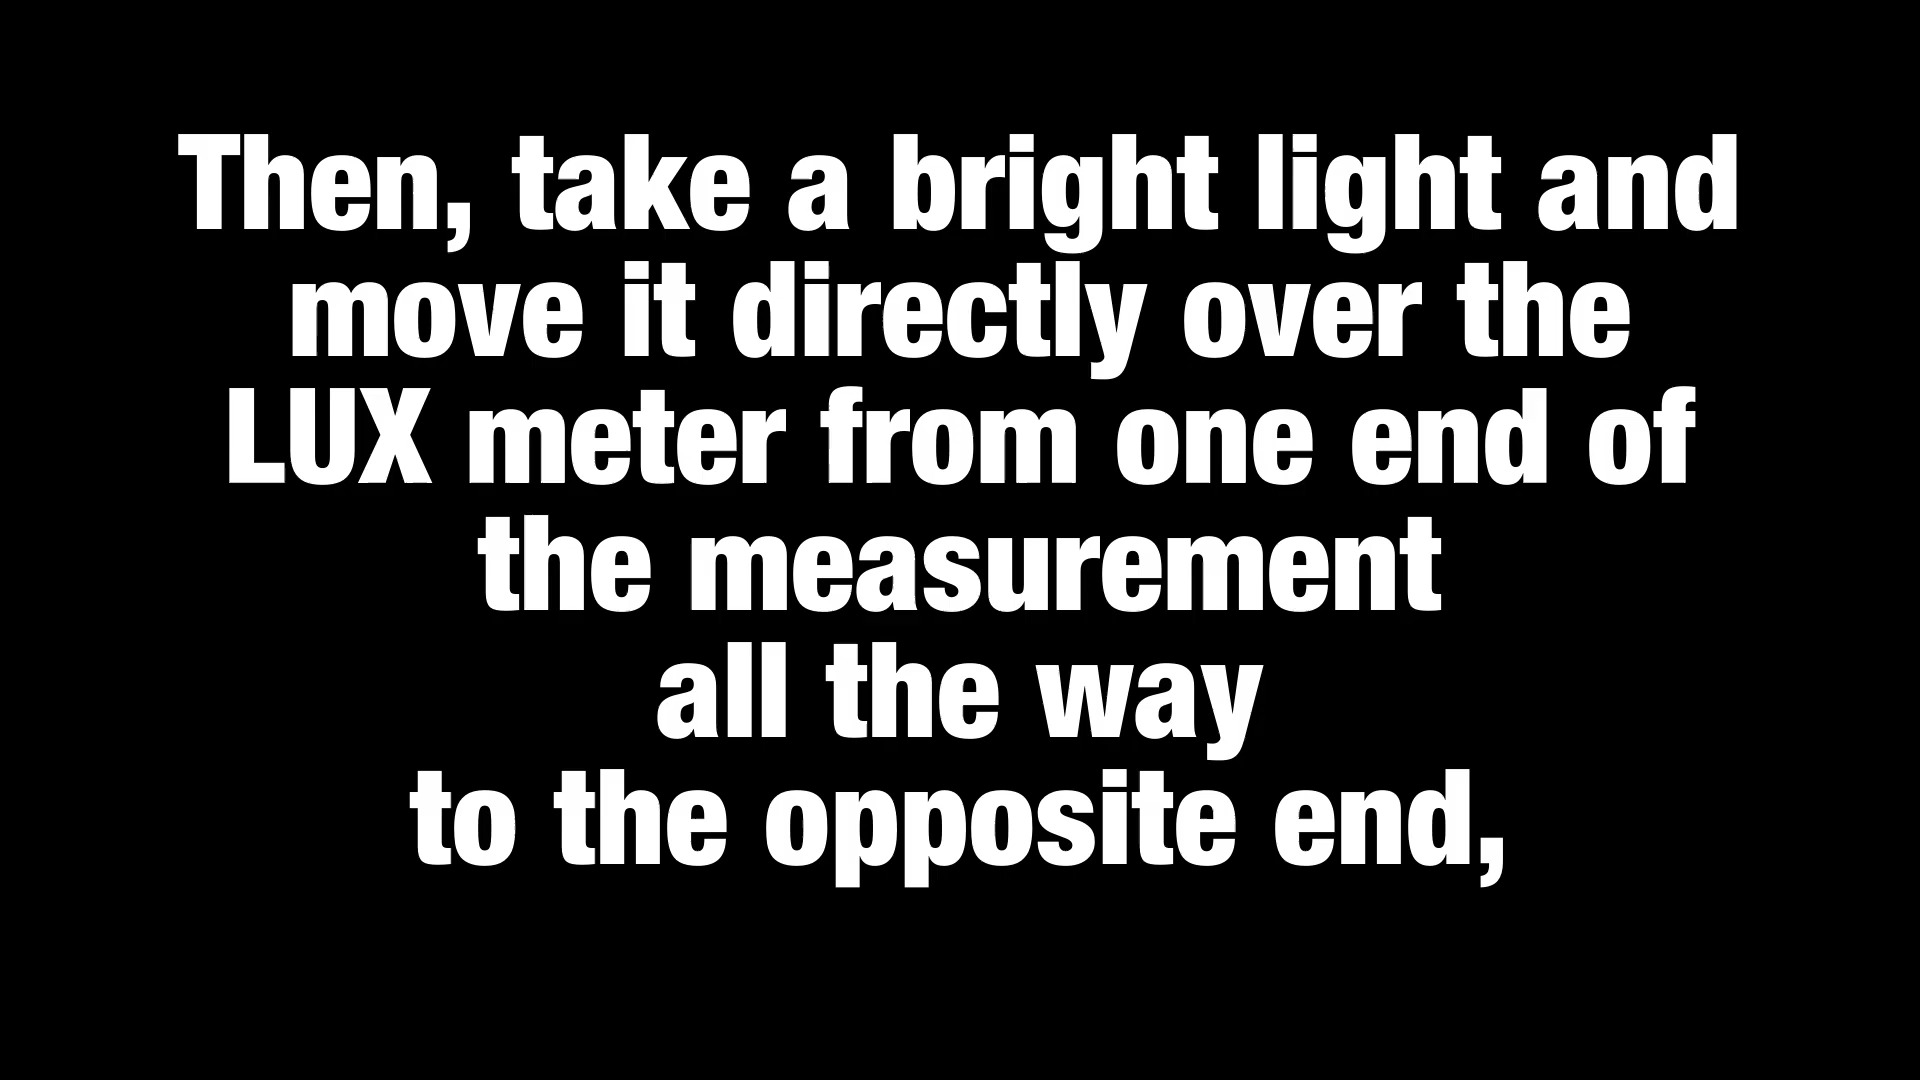 Then, take a bright light and
move it directly over the
LUX meter from one end of
the measurement
all the way
to the opposite end,